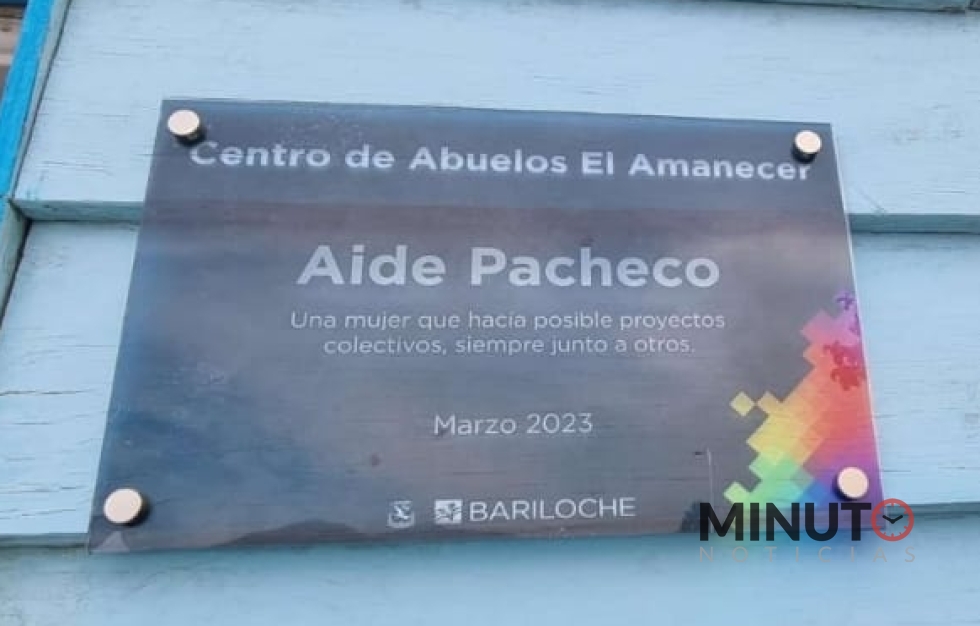 Centro de Abuelos El Amanecer
Aide Pacheco
Una mujer que hacía posible proyectos
colectivos, siempre junto a otros.
Marzo 2023
BARILOCHE
MINUTO
NOTICIAS